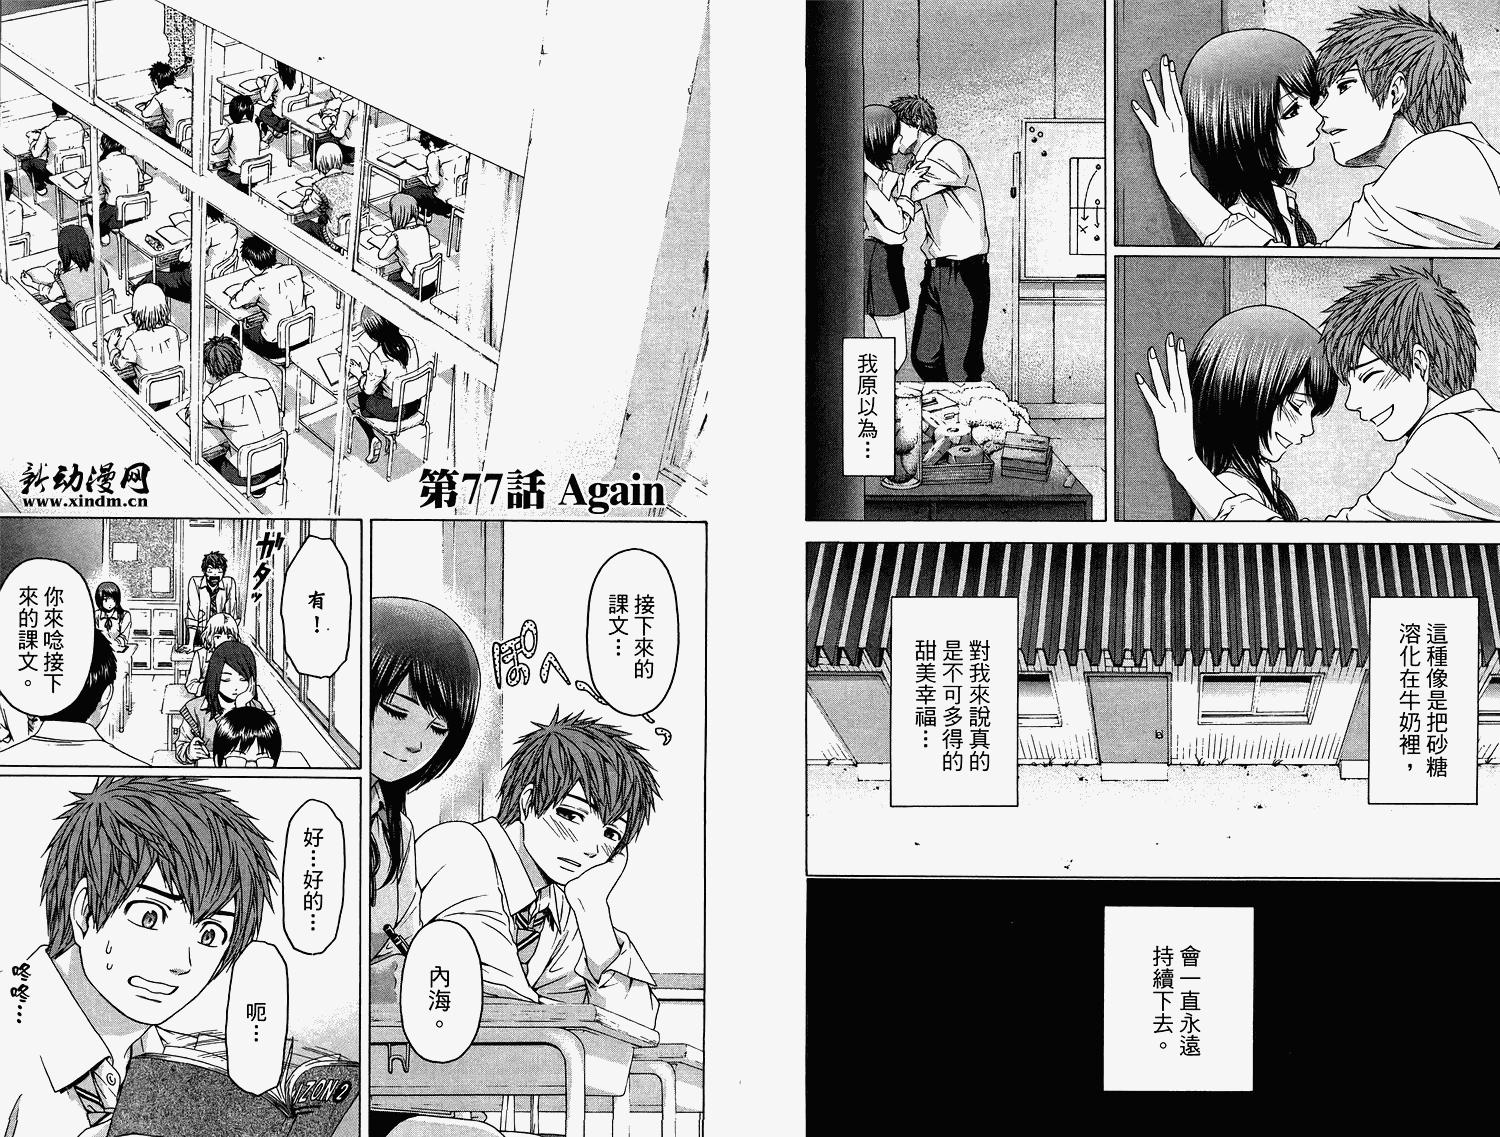 我原以為…
這種像是把砂糖
溶化在牛奶裡，
對我來說真的
是不可多得的
甜美幸福…
會一直永遠
持續下去。
新动漫网
www.xindm.cn
第77話 Again
接下來的
課文…
ぽへ〜
內海。
有！
ガタッ
你來唸接下
來的課文。
好…好的…
呃…
咚咚…
IZON 2